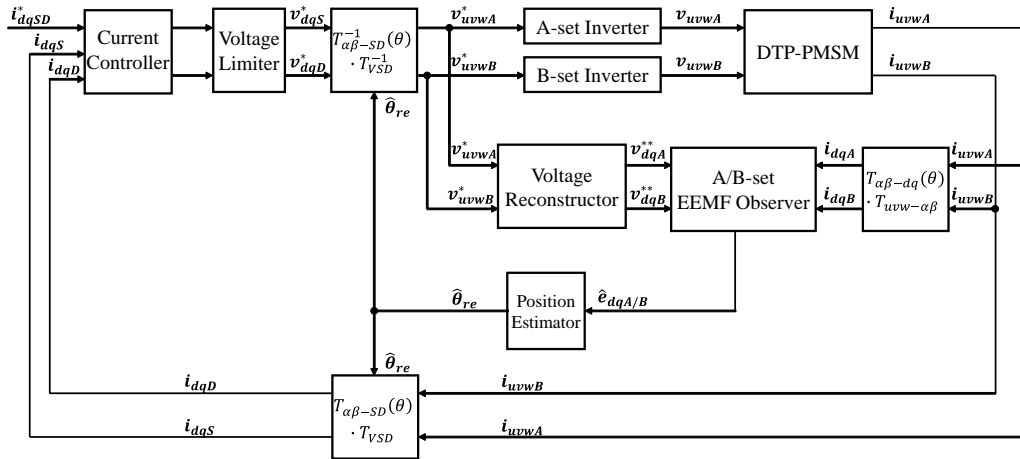 i*dqSD
idqS
idqD
Current
Controller
v*dqS
v*dqD
Voltage
Limiter
T⁻¹αβ−SD(θ)
· T⁻¹VSD
θ̂re
v*uvwA
v*uvwB
A-set Inverter
B-set Inverter
vuvwA
vuvwB
DTP-PMSM
iuvwA
iuvwB
v*uvwA
v*uvwB
Voltage
Reconstructor
v**dqA
v**dqB
A/B-set
EEMF Observer
idqA
idqB
Tαβ−dq(θ)
· Tuvw−αβ
iuvwA
iuvwB
θ̂re
Position
Estimator
êdqA/B
θ̂re
idqD
idqS
Tαβ−SD(θ)
· TVSD
iuvwB
iuvwA